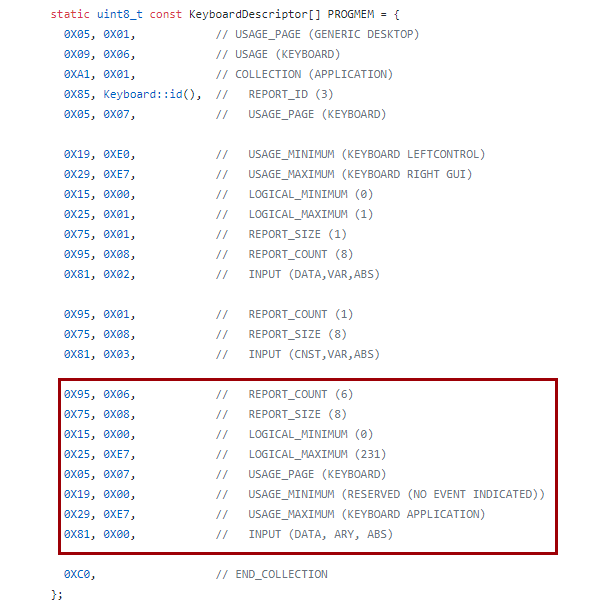 static uint8_t const KeyboardDescriptor[] PROGMEM = {
0X05, 0X01, // USAGE_PAGE (GENERIC DESKTOP)
0X09, 0X06, // USAGE (KEYBOARD)
0XA1, 0X01, // COLLECTION (APPLICATION)
0X85, Keyboard::id(), // REPORT_ID (3)
0X05, 0X07, // USAGE_PAGE (KEYBOARD)
0X19, 0XE0, // USAGE_MINIMUM (KEYBOARD LEFTCONTROL)
0X29, 0XE7, // USAGE_MAXIMUM (KEYBOARD RIGHT GUI)
0X15, 0X00, // LOGICAL_MINIMUM (0)
0X25, 0X01, // LOGICAL_MAXIMUM (1)
0X75, 0X01, // REPORT_SIZE (1)
0X95, 0X08, // REPORT_COUNT (8)
0X81, 0X02, // INPUT (DATA,VAR,ABS)
0X95, 0X01, // REPORT_COUNT (1)
0X75, 0X08, // REPORT_SIZE (8)
0X81, 0X03, // INPUT (CNST,VAR,ABS)
0X95, 0X06, // REPORT_COUNT (6)
0X75, 0X08, // REPORT_SIZE (8)
0X15, 0X00, // LOGICAL_MINIMUM (0)
0X25, 0XE7, // LOGICAL_MAXIMUM (231)
0X05, 0X07, // USAGE_PAGE (KEYBOARD)
0X19, 0X00, // USAGE_MINIMUM (RESERVED (NO EVENT INDICATED))
0X29, 0XE7, // USAGE_MAXIMUM (KEYBOARD APPLICATION)
0X81, 0X00, // INPUT (DATA, ARY, ABS)
0XC0, // END_COLLECTION
};